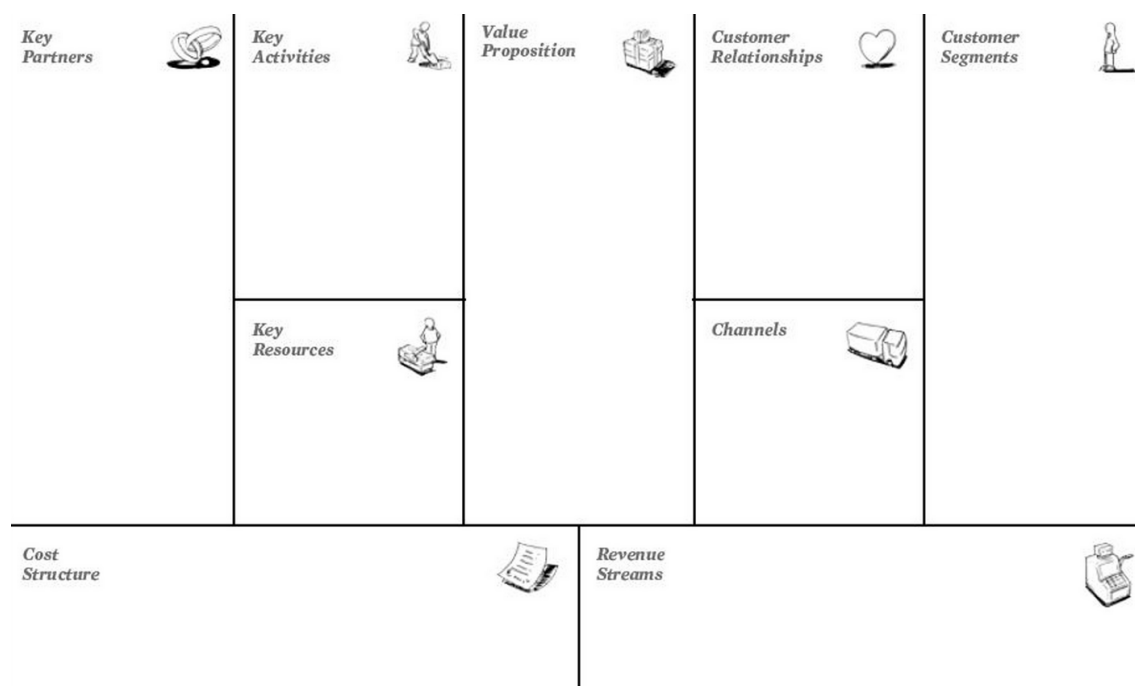 Key
Partners
Key
Activities
Value
Proposition
Customer
Relationships
Customer
Segments
Key
Resources
Channels
Cost
Structure
Revenue
Streams